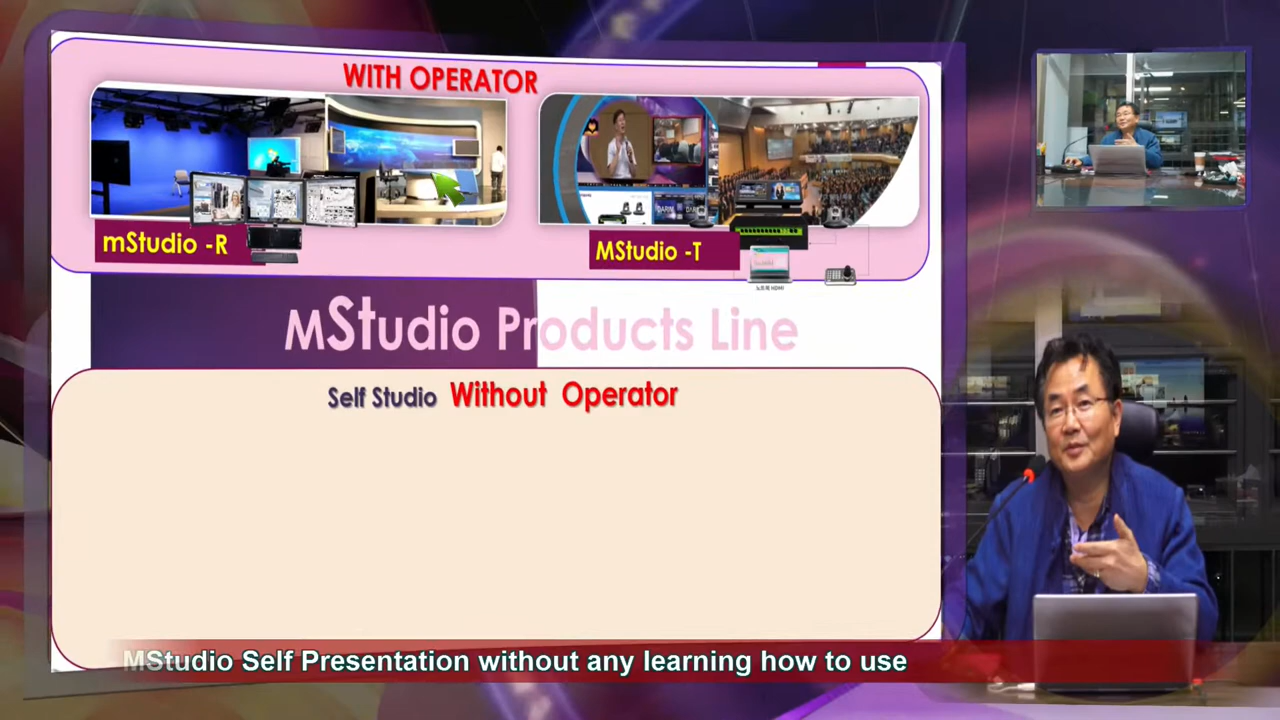 WITH OPERATOR
mStudio -R
MStudio -T
MStudio Products Line
Self Studio Without Operator
MStudio Self Presentation without any learning how to use